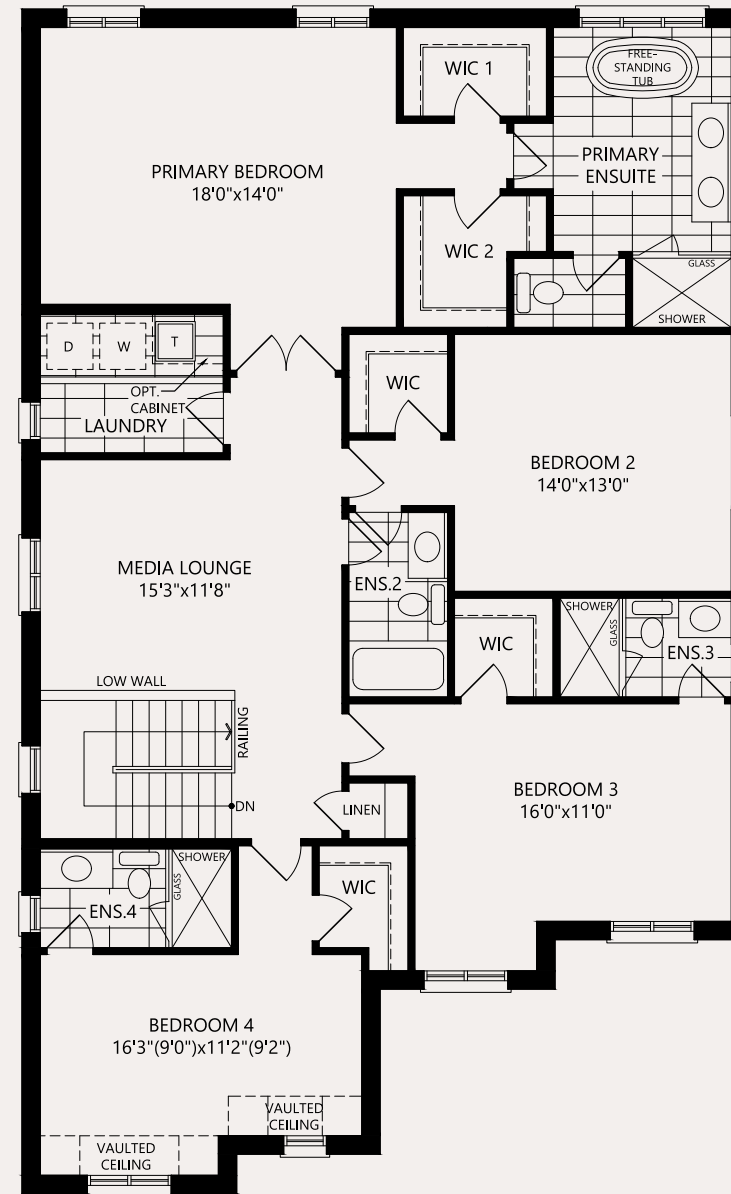 FREE-
STANDING
TUB
WIC 1
PRIMARY BEDROOM
18'0"x14'0"
PRIMARY
ENSUITE
WIC 2
GLASS
SHOWER
D
W
T
OPT.
CABINET
LAUNDRY
WIC
BEDROOM 2
14'0"x13'0"
MEDIA LOUNGE
15'3"x11'8"
ENS.2
SHOWER
GLASS
WIC
ENS.3
LOW WALL
RAILING
DN
LINEN
BEDROOM 3
16'0"x11'0"
SHOWER
GLASS
ENS.4
WIC
BEDROOM 4
16'3"(9'0")x11'2"(9'2")
VAULTED
CEILING
VAULTED
CEILING